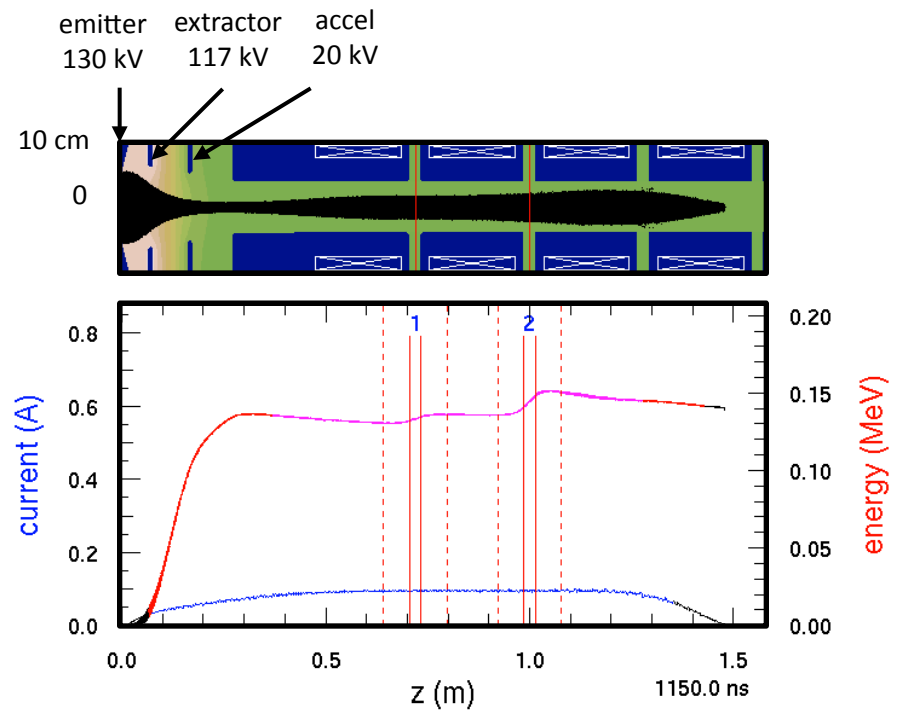 emitter extractor accel
130 kV 117 kV 20 kV
10 cm
0
0.8
0.6
0.4
0.2
0.0
current (A)
1 2
0.20
0.15
0.10
0.05
0.00
energy (MeV)
0.0 0.5 1.0 1.5
z (m)
1150.0 ns